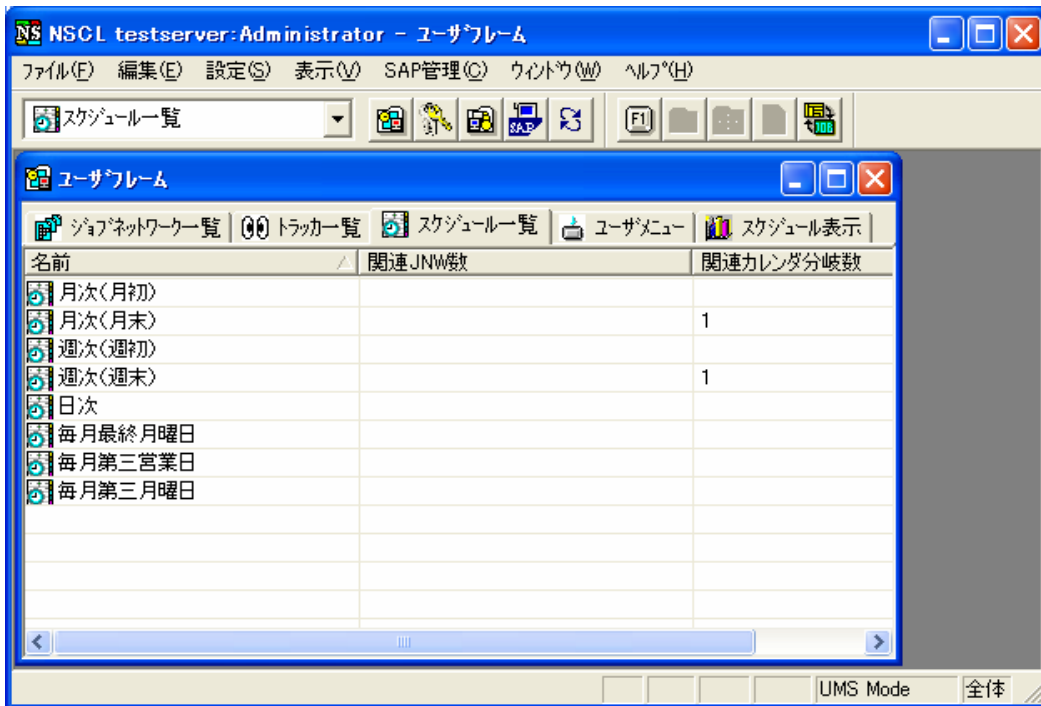 NS NSCL testserver:Administrator - ユーザフレーム
ファイル(F) 編集(E) 設定(S) 表示(V) SAP管理(C) ウィンドウ(W) ヘルプ(H)
スケジュール一覧 SAP F1 JOB
ユーザフレーム
ジョブネットワーク一覧 トラッカ一覧 スケジュール一覧 ユーザメニュー スケジュール表示
名前 関連JNW数 関連カレンダ分岐数
月次(月初)
月次(月末) 1
週次(週初)
週次(週末) 1
日次
毎月最終月曜日
毎月第三営業日
毎月第三月曜日
UMS Mode 全体